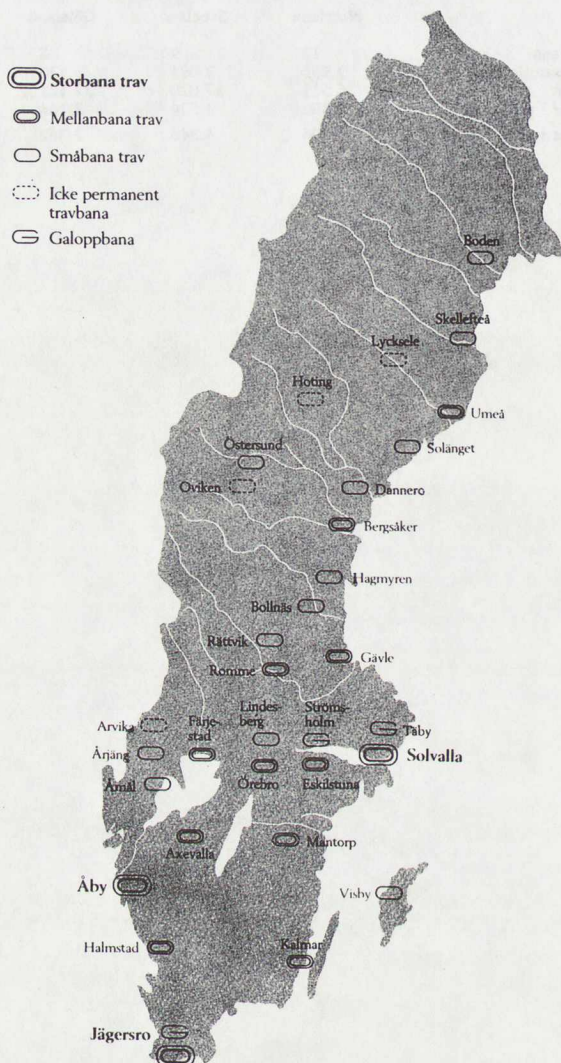 Storbana trav
Mellanbana trav
Småbana trav
Icke permanent
travbana
Galoppbana
Boden
Skellefteå
Lycksele
Hoting
Umeå
Östersund
Solänget
Oviken
Dannero
Bergsåker
Hagmyren
Bollnäs
Rättvik
Gävle
Romme
Lindes-
berg
Ströms-
holm
Arvika
Färje-
stad
Täby
Årjäng
Solvalla
Åmål
Örebro
Eskilstuna
Axevalla
Mantorp
Åby
Visby
Halmstad
Kalmar
Jägersro